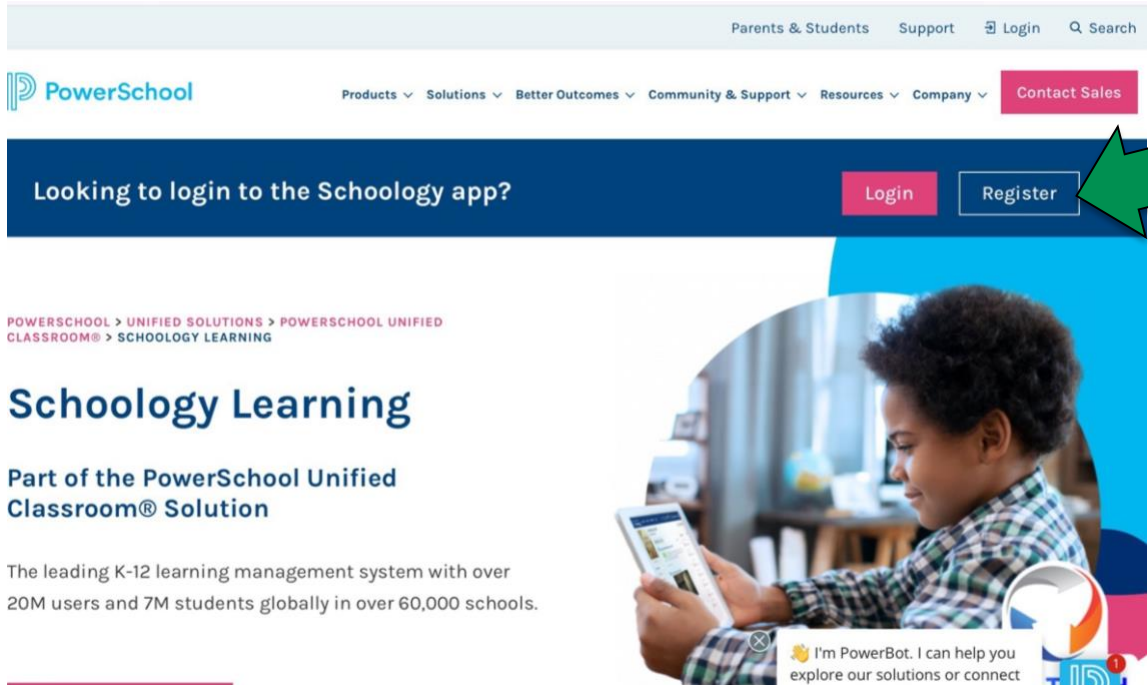 Parents & Students Support Login Search
PowerSchool
Products Solutions Better Outcomes Community & Support Resources Company Contact Sales
Looking to login to the Schoology app? Login Register
POWERSCHOOL > UNIFIED SOLUTIONS > POWERSCHOOL UNIFIED
CLASSROOM® > SCHOOLOGY LEARNING
Schoology Learning
Part of the PowerSchool Unified
Classroom® Solution
The leading K-12 learning management system with over
20M users and 7M students globally in over 60,000 schools.
👋 I'm PowerBot. I can help you
explore our solutions or connect
1